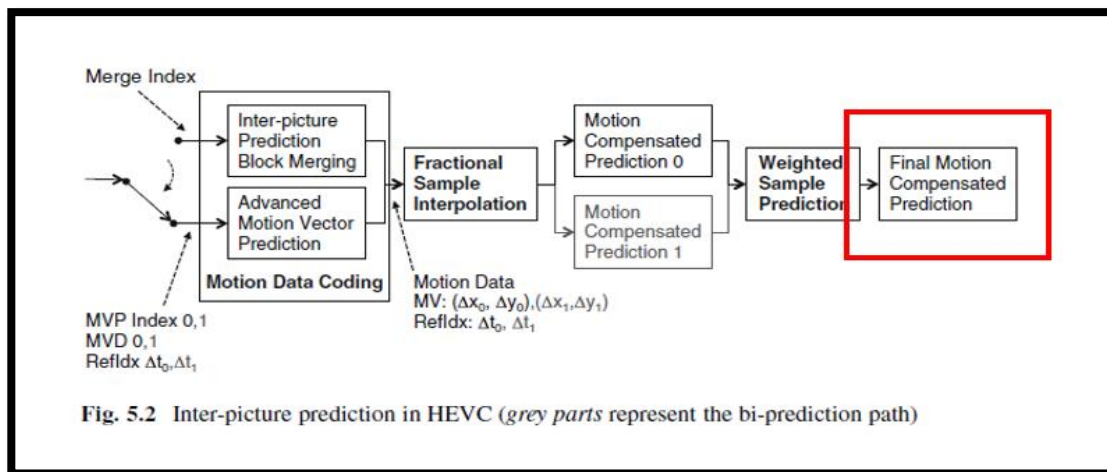 Merge Index
Inter-picture
Prediction
Block Merging
Advanced
Motion Vector
Prediction
Motion Data Coding
MVP Index 0,1
MVD 0,1
RefIdx Δt₀,Δt₁
Fractional
Sample
Interpolation
Motion Data
MV: (Δx₀, Δy₀),(Δx₁,Δy₁)
RefIdx: Δt₀, Δt₁
Motion
Compensated
Prediction 0
Motion
Compensated
Prediction 1
Weighted
Sample
Prediction
Final Motion
Compensated
Prediction
Fig. 5.2 Inter-picture prediction in HEVC (grey parts represent the bi-prediction path)